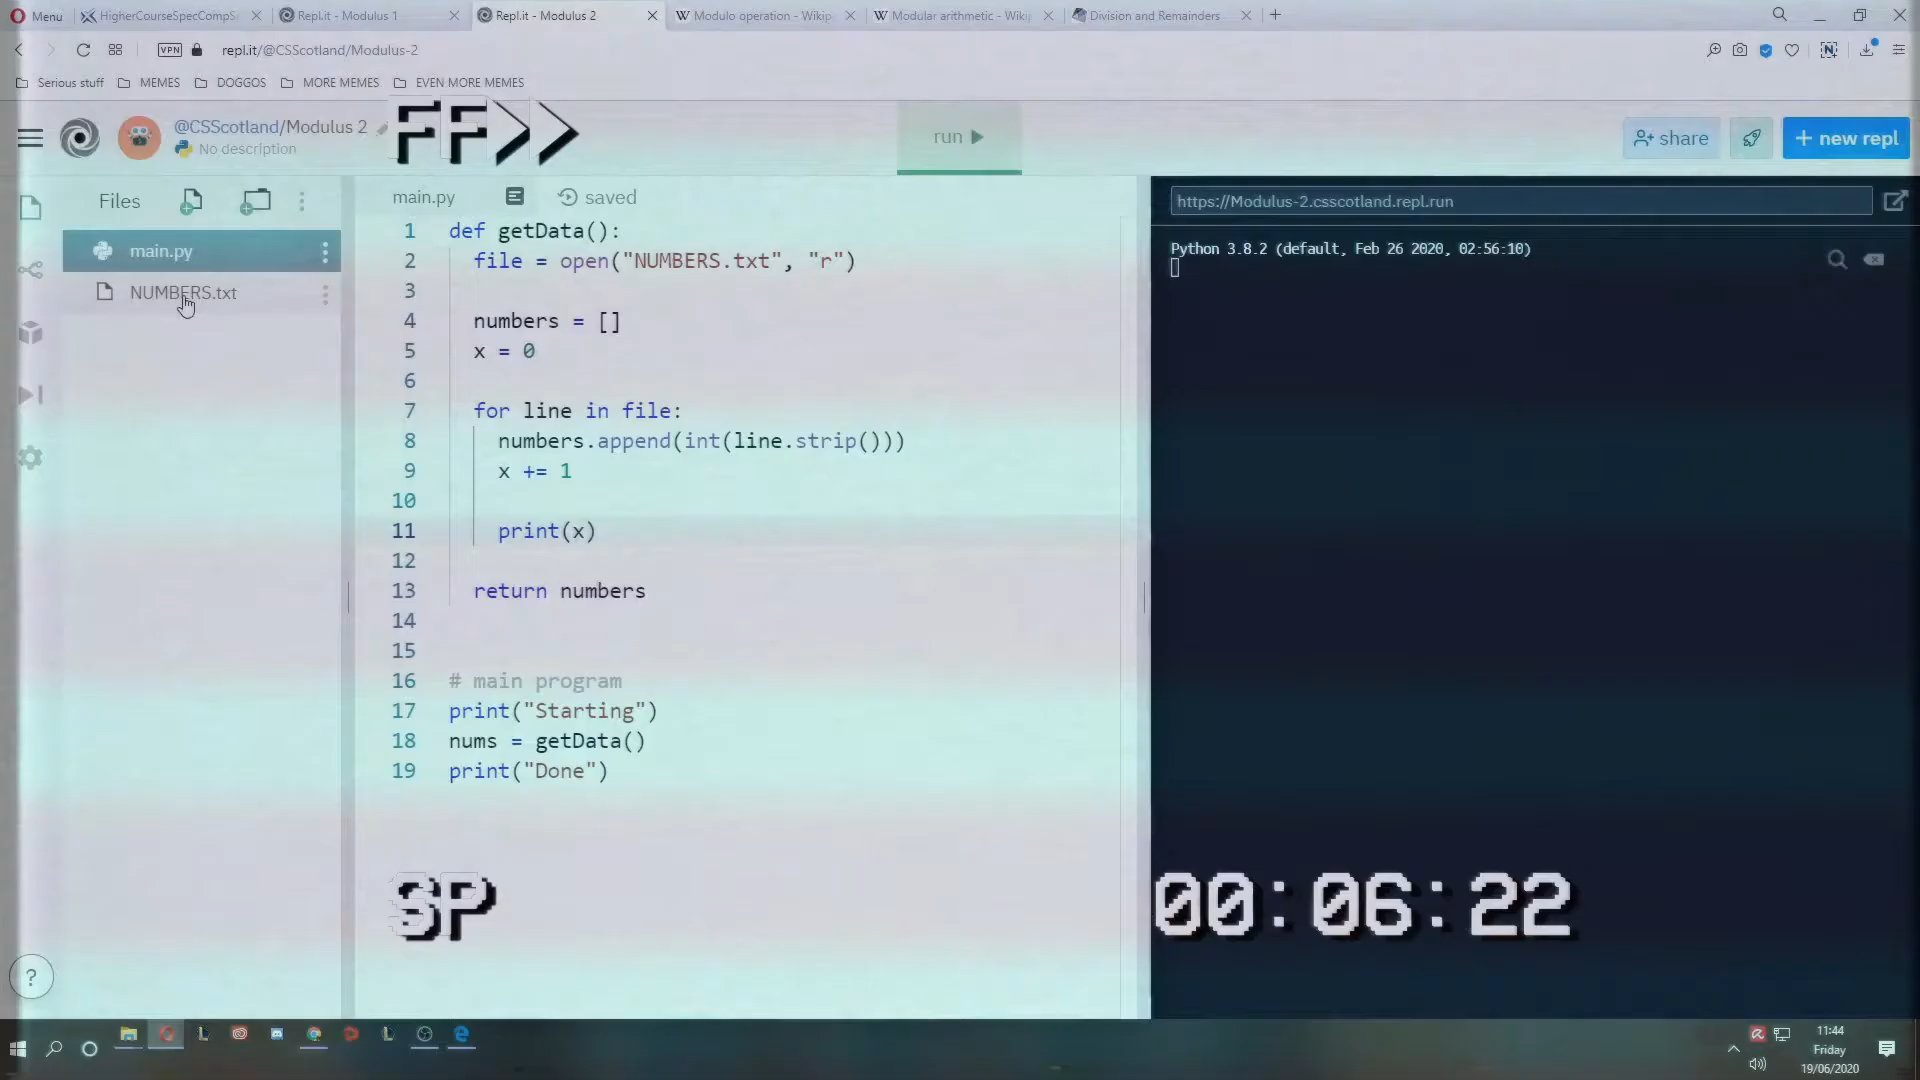 Menu
HigherCourseSpecCompS
Repl.it - Modulus 1
Repl.it - Modulus 2
Modulo operation - Wikip
Modular arithmetic - Wiki
Division and Remainders
VPN
repl.it/@CSScotland/Modulus-2
Serious stuff
MEMES
DOGGOS
MORE MEMES
EVEN MORE MEMES
@CSScotland/Modulus 2
No description
FF>>
run
share
+ new repl
Files
main.py
NUMBERS.txt
main.py
saved
1 def getData():
2 file = open("NUMBERS.txt", "r")
3
4 numbers = []
5 x = 0
6
7 for line in file:
8 numbers.append(int(line.strip()))
9 x += 1
10
11 print(x)
12
13 return numbers
14
15
16 # main program
17 print("Starting")
18 nums = getData()
19 print("Done")
https://Modulus-2.csscotland.repl.run
Python 3.8.2 (default, Feb 26 2020, 02:56:10)
SP
00:06:22
?
11:44
Friday
19/06/2020